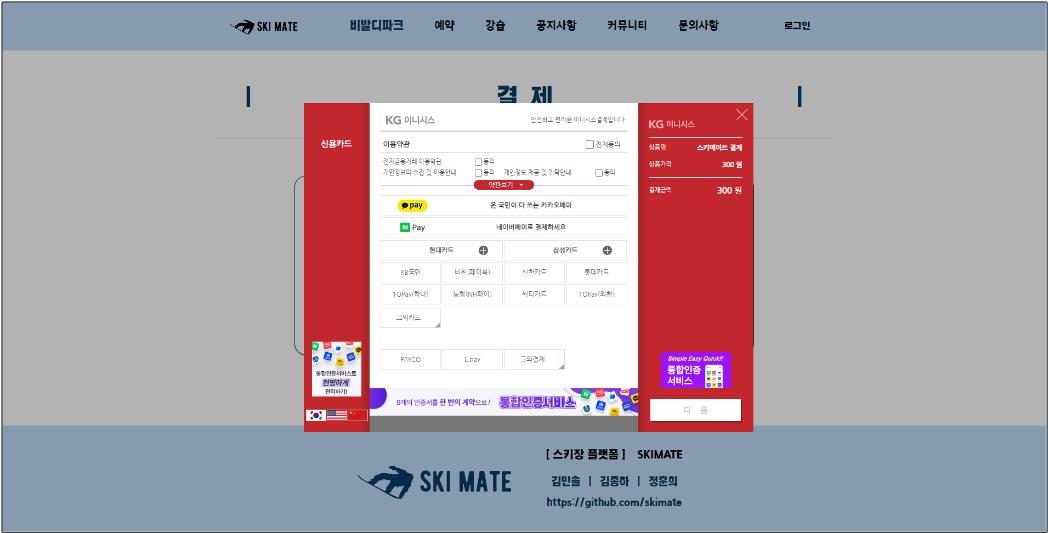 SKI MATE 비발디파크 예약 강습 공지사항 커뮤니티 문의사항 로그인
결 제
신용카드
KG 이니시스 안전하고 편리한 이니시스결제입니다
이용약관 전체동의
전자금융거래 이용약관 동의
개인정보의 수집 및 이용안내 동의 개인정보 제공 및 위탁안내 동의
약관보기
pay 온 국민이 다 쓰는 카카오페이
N Pay 네이버페이로 결제하세요
현대카드 삼성카드
KB국민 비씨(페이북) 신한카드 롯데카드
1QPay(하나) 농협(NH페이) 씨티카드 1QPay(외환)
그외카드
PAYCO L.pay 그외결제
9개의 인증서를 한 번의 계약으로! 통합인증서비스
통합인증서비스로
현명하게
편리하게!
KG 이니시스
상품명 스키메이트 결제
상품가격 300 원
결제금액 300 원
Simple Easy Quick!!
통합인증
서비스
다 음
SKI MATE
[ 스키장 플랫폼 ] SKIMATE
김민솔 | 김종하 | 정훈희
https://github.com/skimate